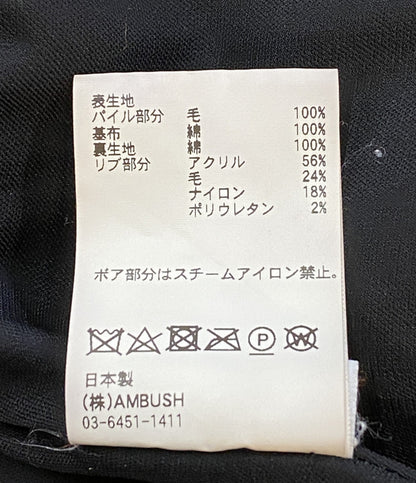 表生地
パイル部分 毛 100%
基布 綿 100%
裏生地 綿 100%
リブ部分 アクリル 56%
毛 24%
ナイロン 18%
ポリウレタン 2%
ボア部分はスチームアイロン禁止。
P W
日本製
(株)AMBUSH
03-6451-1411